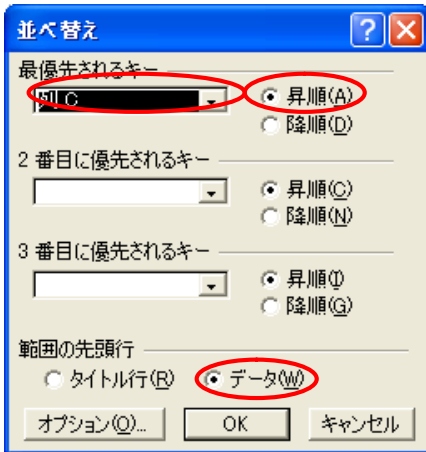 並べ替え
最優先されるキー
列 C
昇順(A)
降順(D)
2 番目に優先されるキー
昇順(C)
降順(N)
3 番目に優先されるキー
昇順(I)
降順(G)
範囲の先頭行
タイトル行(R) データ(W)
オプション(O)... OK キャンセル